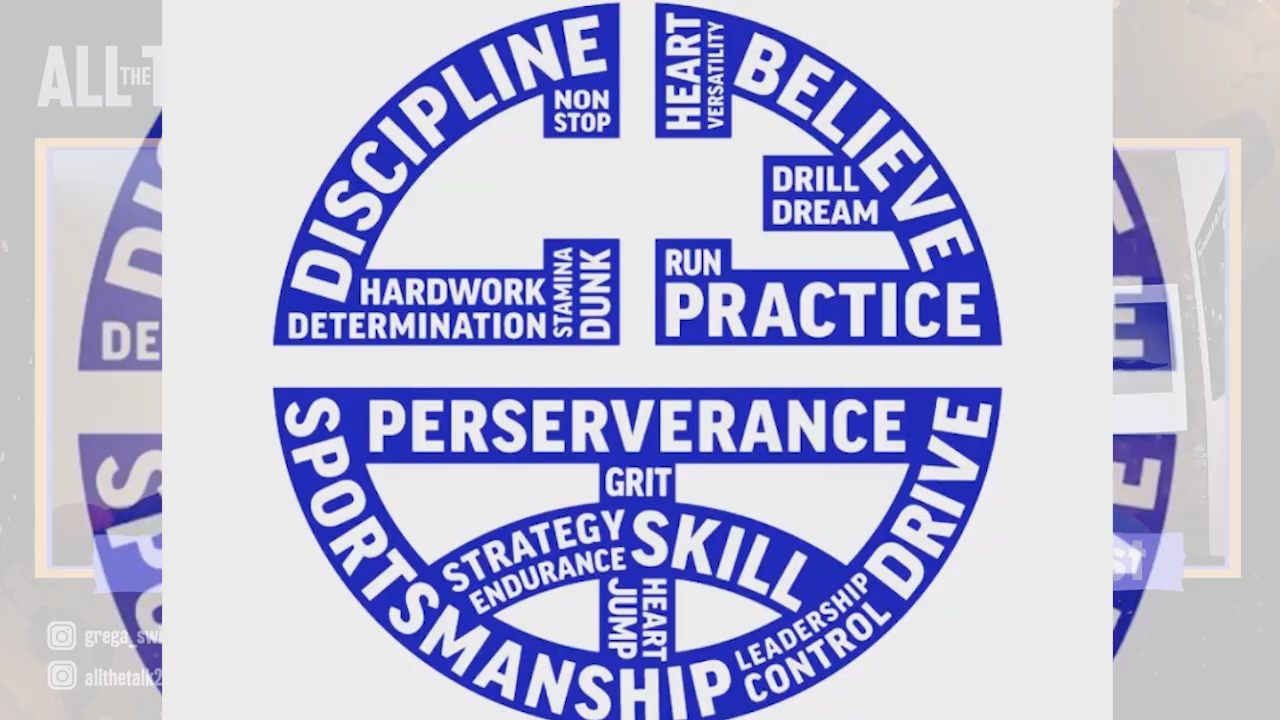 ALL THE
DISCIPLINE
NON
STOP
HEART
VERSATILITY
BELIEVE
DRILL
DREAM
HARDWORK
DETERMINATION
STAMINA
DUNK
RUN
PRACTICE
PERSERVERANCE
GRIT
STRATEGY
ENDURANCE
SKILL
JUMP
HEART
SPORTSMANSHIP
LEADERSHIP
CONTROL
DRIVE